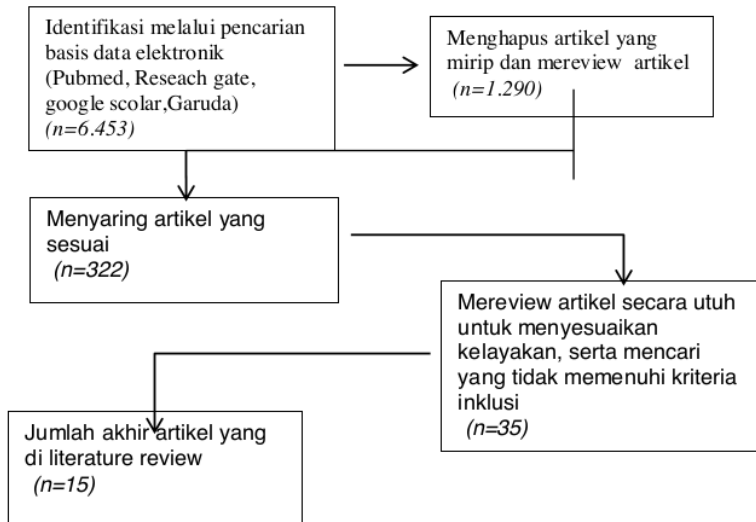 Identifikasi melalui pencarian
basis data elektronik
(Pubmed, Reseach gate,
google scolar,Garuda)
(n=6.453)
Menghapus artikel yang
mirip dan mereview artikel
(n=1.290)
Menyaring artikel yang
sesuai
(n=322)
Mereview artikel secara utuh
untuk menyesuaikan
kelayakan, serta mencari
yang tidak memenuhi kriteria
inklusi
(n=35)
Jumlah akhir artikel yang
di literature review
(n=15)